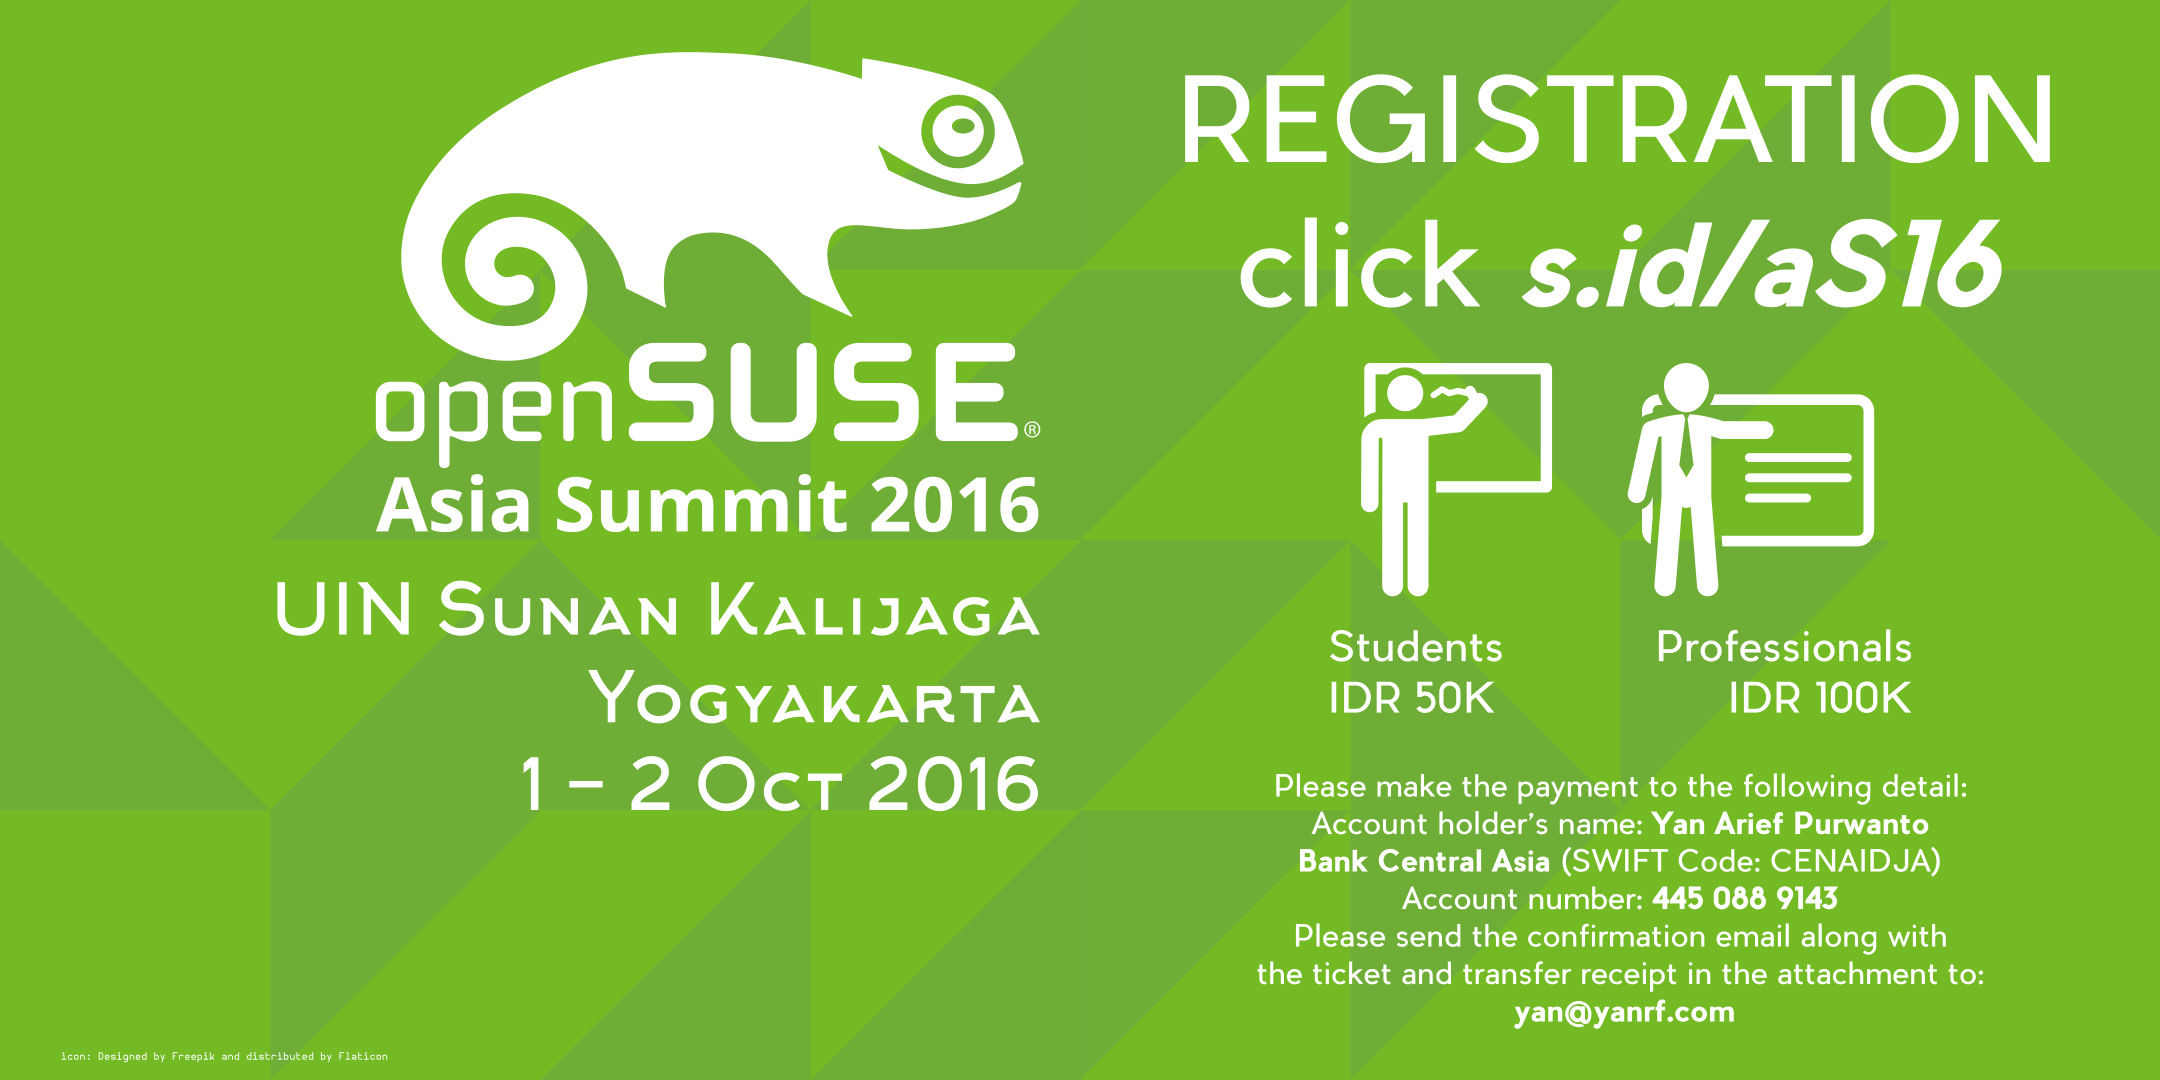 openSUSE®
Asia Summit 2016
UIN Sunan Kalijaga
Yogyakarta
1 – 2 Oct 2016
REGISTRATION
click s.id/aS16
Students
IDR 50K
Professionals
IDR 100K
Please make the payment to the following detail:
Account holder’s name: Yan Arief Purwanto
Bank Central Asia (SWIFT Code: CENAIDJA)
Account number: 445 088 9143
Please send the confirmation email along with
the ticket and transfer receipt in the attachment to:
yan@yanrf.com
icon: Designed by Freepik and distributed by Flaticon